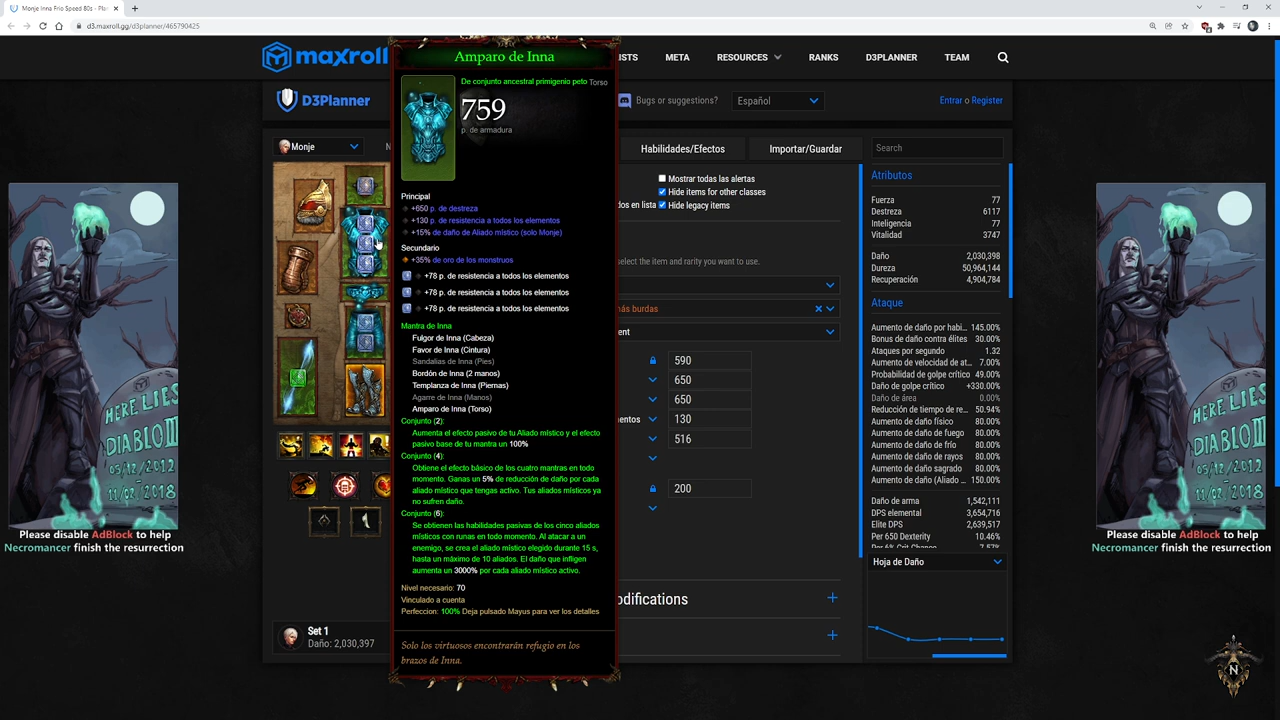 Monje Inna Frio Speed 80s - Plan
d3.maxroll.gg/d3planner/465790425
maxroll
META
RESOURCES
RANKS
D3PLANNER
TEAM
D3Planner
Bugs or suggestions?
Español
Entrar o Register
Monje
Habilidades/Efectos
Importar/Guardar
Search
Mostrar todas las alertas
Hide items for other classes
Hide legacy items
select the item and rarity you want to use.
más burdas
590
650
650
130
516
200
Amparo de Inna
De conjunto ancestral primigenio peto Torso
759
p. de armadura
Principal
+650 p. de destreza
+130 p. de resistencia a todos los elementos
+15% de daño de Aliado místico (solo Monje)
Secundario
+35% de oro de los monstruos
+78 p. de resistencia a todos los elementos
+78 p. de resistencia a todos los elementos
+78 p. de resistencia a todos los elementos
Mantra de Inna
Fulgor de Inna (Cabeza)
Favor de Inna (Cintura)
Sandalias de Inna (Pies)
Bordón de Inna (2 manos)
Templanza de Inna (Piernas)
Agarre de Inna (Manos)
Amparo de Inna (Torso)
Conjunto (2):
Aumenta el efecto pasivo de tu Aliado místico y el efecto
pasivo base de tu mantra un 100%
Conjunto (4):
Obtiene el efecto básico de los cuatro mantras en todo
momento. Ganas un 5% de reducción de daño por cada
aliado místico que tengas activo. Tus aliados místicos ya
no sufren daño.
Conjunto (6):
Se obtienen las habilidades pasivas de los cinco aliados
místicos con runas en todo momento. Al atacar a un
enemigo, se crea el aliado místico elegido durante 15 s,
hasta un máximo de 10 aliados. El daño que infligen
aumenta un 3000% por cada aliado místico activo.
Nivel necesario: 70
Vinculado a cuenta
Perfeccion: 100% Deja pulsado Mayus para ver los detalles
Solo los virtuosos encontrarán refugio en los
brazos de Inna.
Set 1
Daño: 2,030,397
Atributos
Fuerza 77
Destreza 6117
Inteligencia 77
Vitalidad 3747
Daño 2,030,398
Dureza 50,964,144
Recuperación 4,904,784
Ataque
Aumento de daño por habi... 145.00%
Bonus de daño contra élites 30.00%
Ataques por segundo 1.32
Aumento de velocidad de at... 7.00%
Probabilidad de golpe crítico 49.00%
Daño de golpe crítico +330.00%
Daño de área 0.00%
Reducción de tiempo de re... 50.94%
Aumento de daño físico 80.00%
Aumento de daño de fuego 80.00%
Aumento de daño de frío 80.00%
Aumento de daño de rayos 80.00%
Aumento de daño sagrado 80.00%
Aumento de daño (Aliado ... 150.00%
Daño de arma 1,542,111
DPS elemental 3,654,716
Elite DPS 2,639,517
Per 650 Dexterity 10.46%
Hoja de Daño
HERE LIES
DIABLO III
05/12/2012
11/02/2018
Please disable AdBlock to help
Necromancer finish the resurrection
HERE LIES
DIABLO III
05/12/2012
11/02/2018
Please disable AdBlock to help
Necromancer finish the resurrection
N